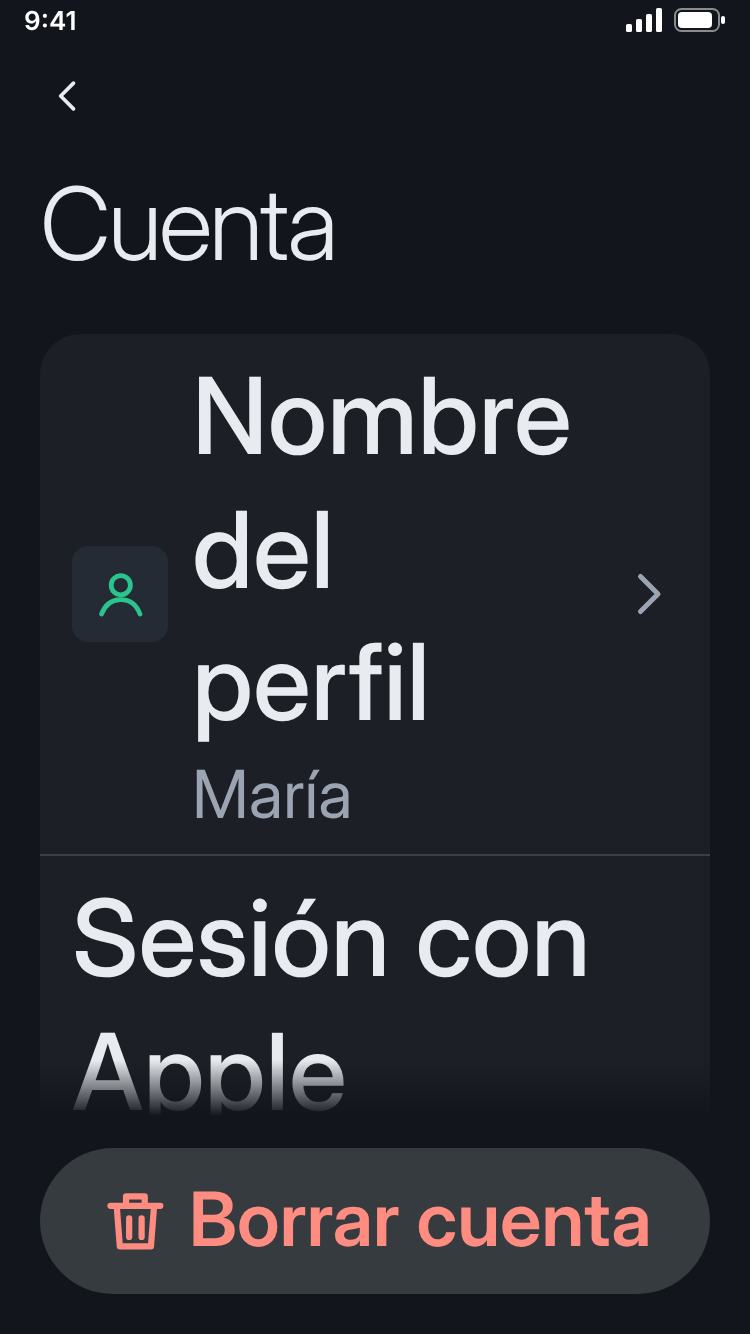 9:41
Cuenta
Nombre
del
perfil
María
Sesión con
Apple
Borrar cuenta